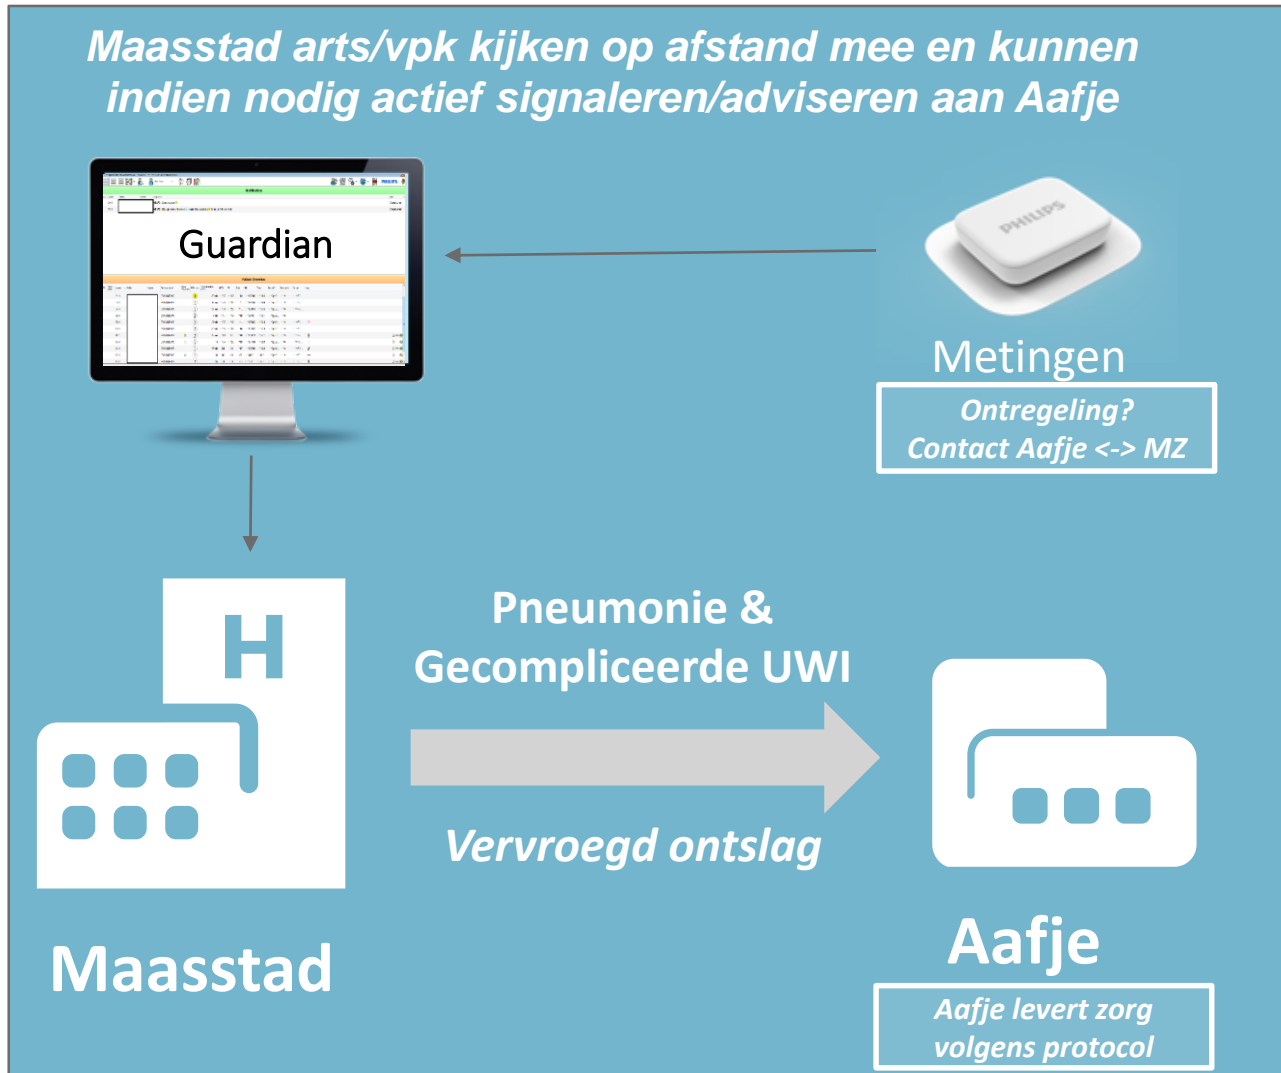 Maasstad arts/vpk kijken op afstand mee en kunnen
indien nodig actief signaleren/adviseren aan Aafje
PHILIPS
Guardian
PHILIPS
Metingen
Ontregeling?
Contact Aafje <-> MZ
H
Pneumonie &
Gecompliceerde UWI
Vervroegd ontslag
Maasstad
Aafje
Aafje levert zorg
volgens protocol